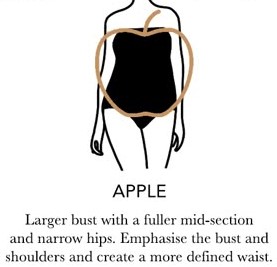 APPLE
Larger bust with a fuller mid-section
and narrow hips. Emphasise the bust and
shoulders and create a more defined waist.